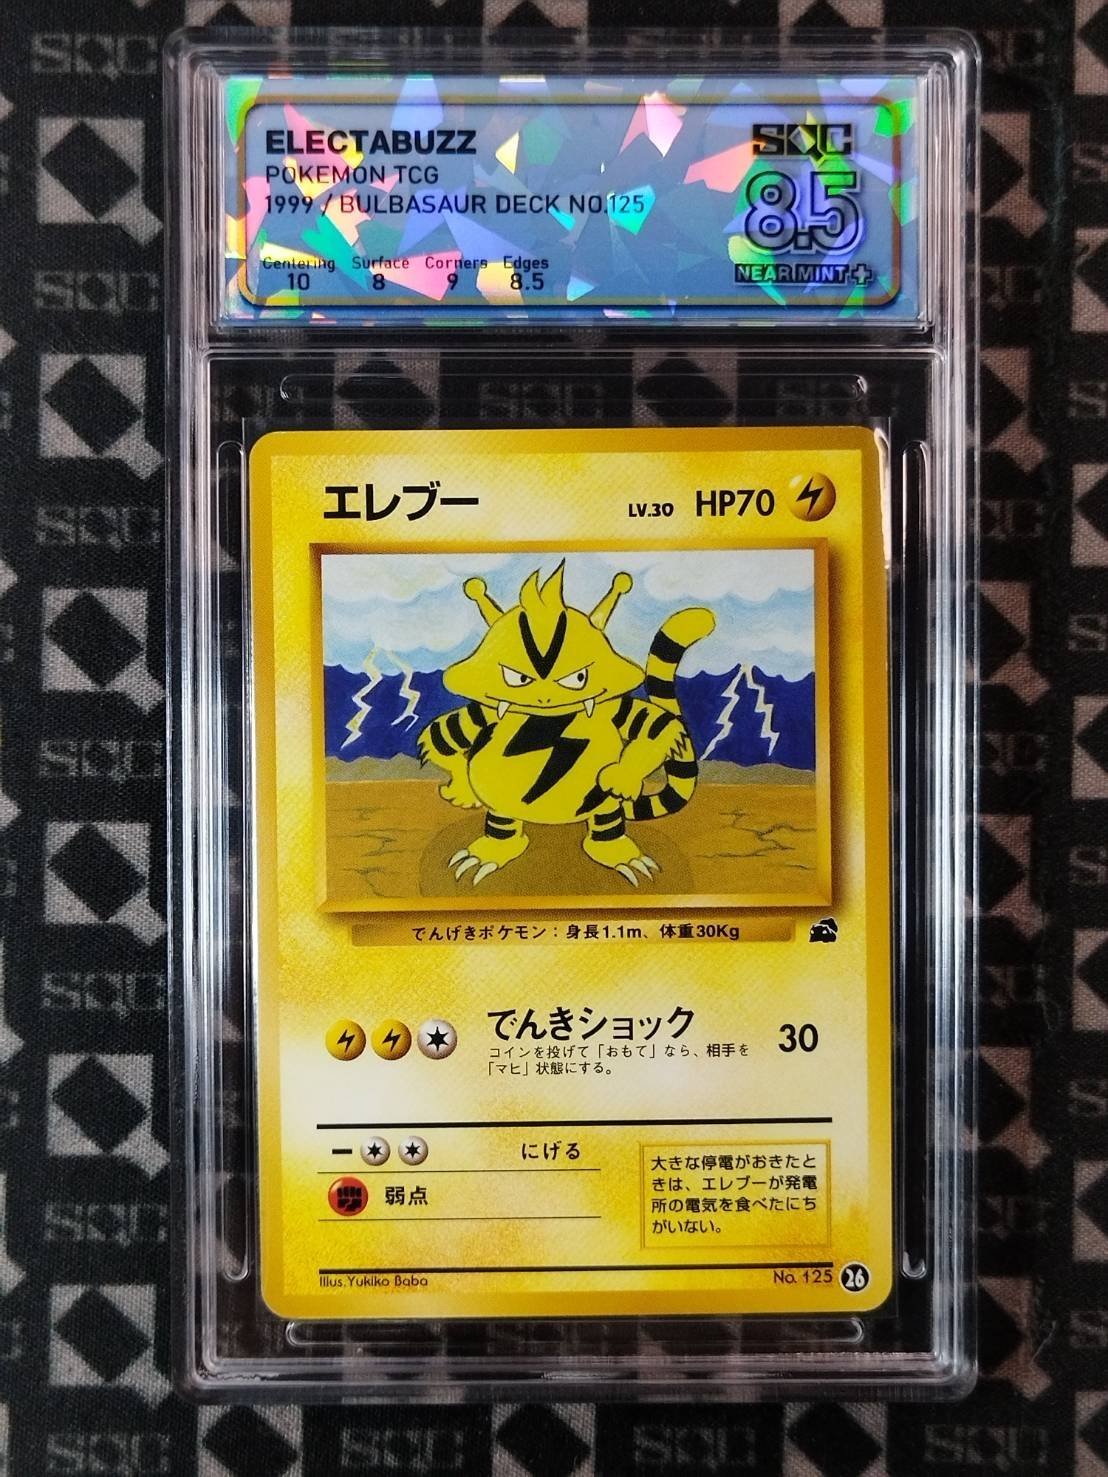 ELECTABUZZ
POKEMON TCG
1999 / BULBASAUR DECK NO.125
Centering Surface Corners Edges
10 8 9 8.5
SQC
8.5
NEAR MINT+
エレブー LV.30 HP70
でんげきポケモン：身長1.1m、体重30Kg
でんきショック 30
コインを投げて「おもて」なら、相手を
「マヒ」状態にする。
にげる
弱点
大きな停電がおきたと
きは、エレブーが発電
所の電気を食べたにち
がいない。
Illus.Yukiko Baba No. 125 26